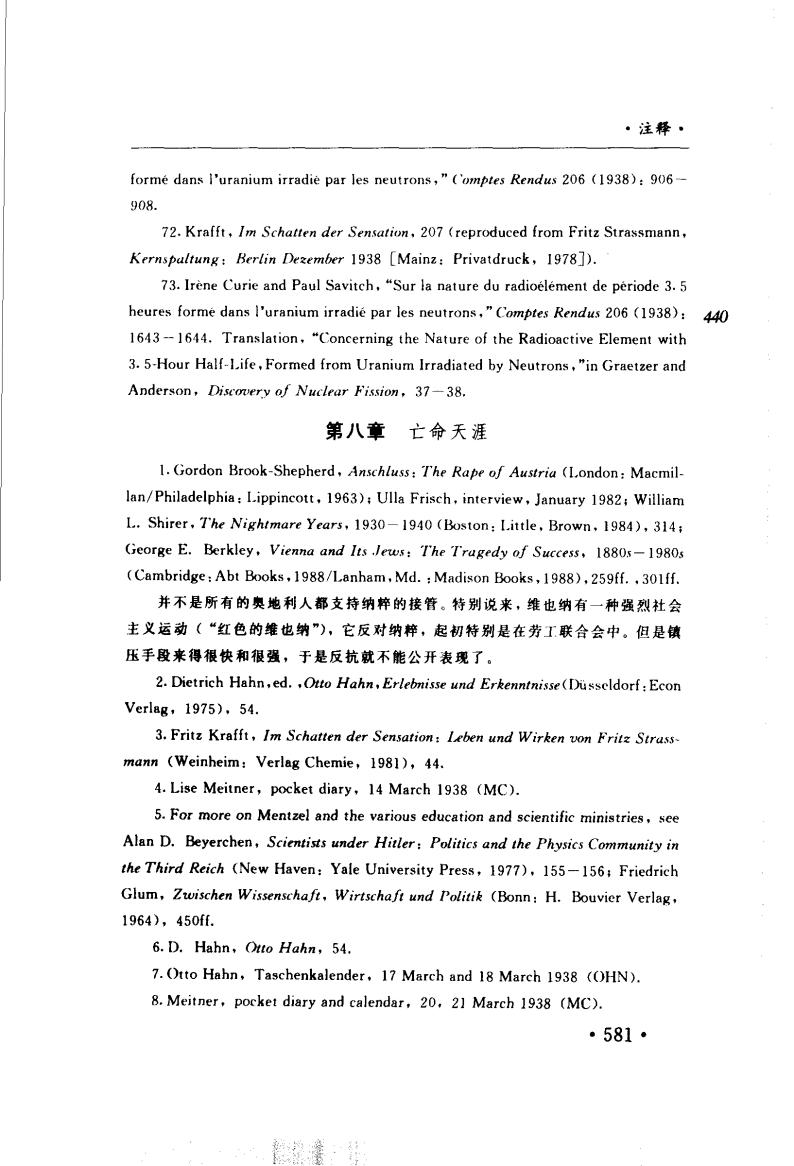 ·注释·
formé dans l'uranium irradié par les neutrons,” Comptes Rendus 206 (1938): 906—
908.
72. Krafft, Im Schatten der Sensation, 207 (reproduced from Fritz Strassmann,
Kernspaltung: Berlin Dezember 1938 [Mainz: Privatdruck, 1978]).
73. Irène Curie and Paul Savitch, “Sur la nature du radioélément de période 3.5
heures formé dans l'uranium irradié par les neutrons,” Comptes Rendus 206 (1938):
440
1643—1644. Translation, “Concerning the Nature of the Radioactive Element with
3.5-Hour Half-Life, Formed from Uranium Irradiated by Neutrons,”in Graetzer and
Anderson, Discovery of Nuclear Fission, 37—38.
第八章 亡命天涯
1. Gordon Brook-Shepherd, Anschluss: The Rape of Austria (London: Macmil-
lan/Philadelphia: Lippincott, 1963); Ulla Frisch, interview, January 1982; William
L. Shirer, The Nightmare Years, 1930—1940 (Boston: Little, Brown, 1984), 314;
George E. Berkley, Vienna and Its Jews: The Tragedy of Success, 1880s—1980s
(Cambridge: Abt Books, 1988/Lanham, Md. : Madison Books, 1988), 259ff. , 301ff.
并不是所有的奥地利人都支持纳粹的接管。特别说来，维也纳有一种强烈社会
主义运动（“红色的维也纳”），它反对纳粹，起初特别是在劳工联合会中。但是镇
压手段来得很快和很强，于是反抗就不能公开表现了。
2. Dietrich Hahn, ed. , Otto Hahn, Erlebnisse und Erkenntnisse (Düsseldorf: Econ
Verlag, 1975), 54.
3. Fritz Krafft, Im Schatten der Sensation: Leben und Wirken von Fritz Strass-
mann (Weinheim: Verlag Chemie, 1981), 44.
4. Lise Meitner, pocket diary, 14 March 1938 (MC).
5. For more on Mentzel and the various education and scientific ministries, see
Alan D. Beyerchen, Scientists under Hitler: Politics and the Physics Community in
the Third Reich (New Haven: Yale University Press, 1977), 155—156; Friedrich
Glum, Zwischen Wissenschaft, Wirtschaft und Politik (Bonn: H. Bouvier Verlag,
1964), 450ff.
6. D. Hahn, Otto Hahn, 54.
7. Otto Hahn, Taschenkalender, 17 March and 18 March 1938 (OHN).
8. Meitner, pocket diary and calendar, 20, 21 March 1938 (MC).
·581·